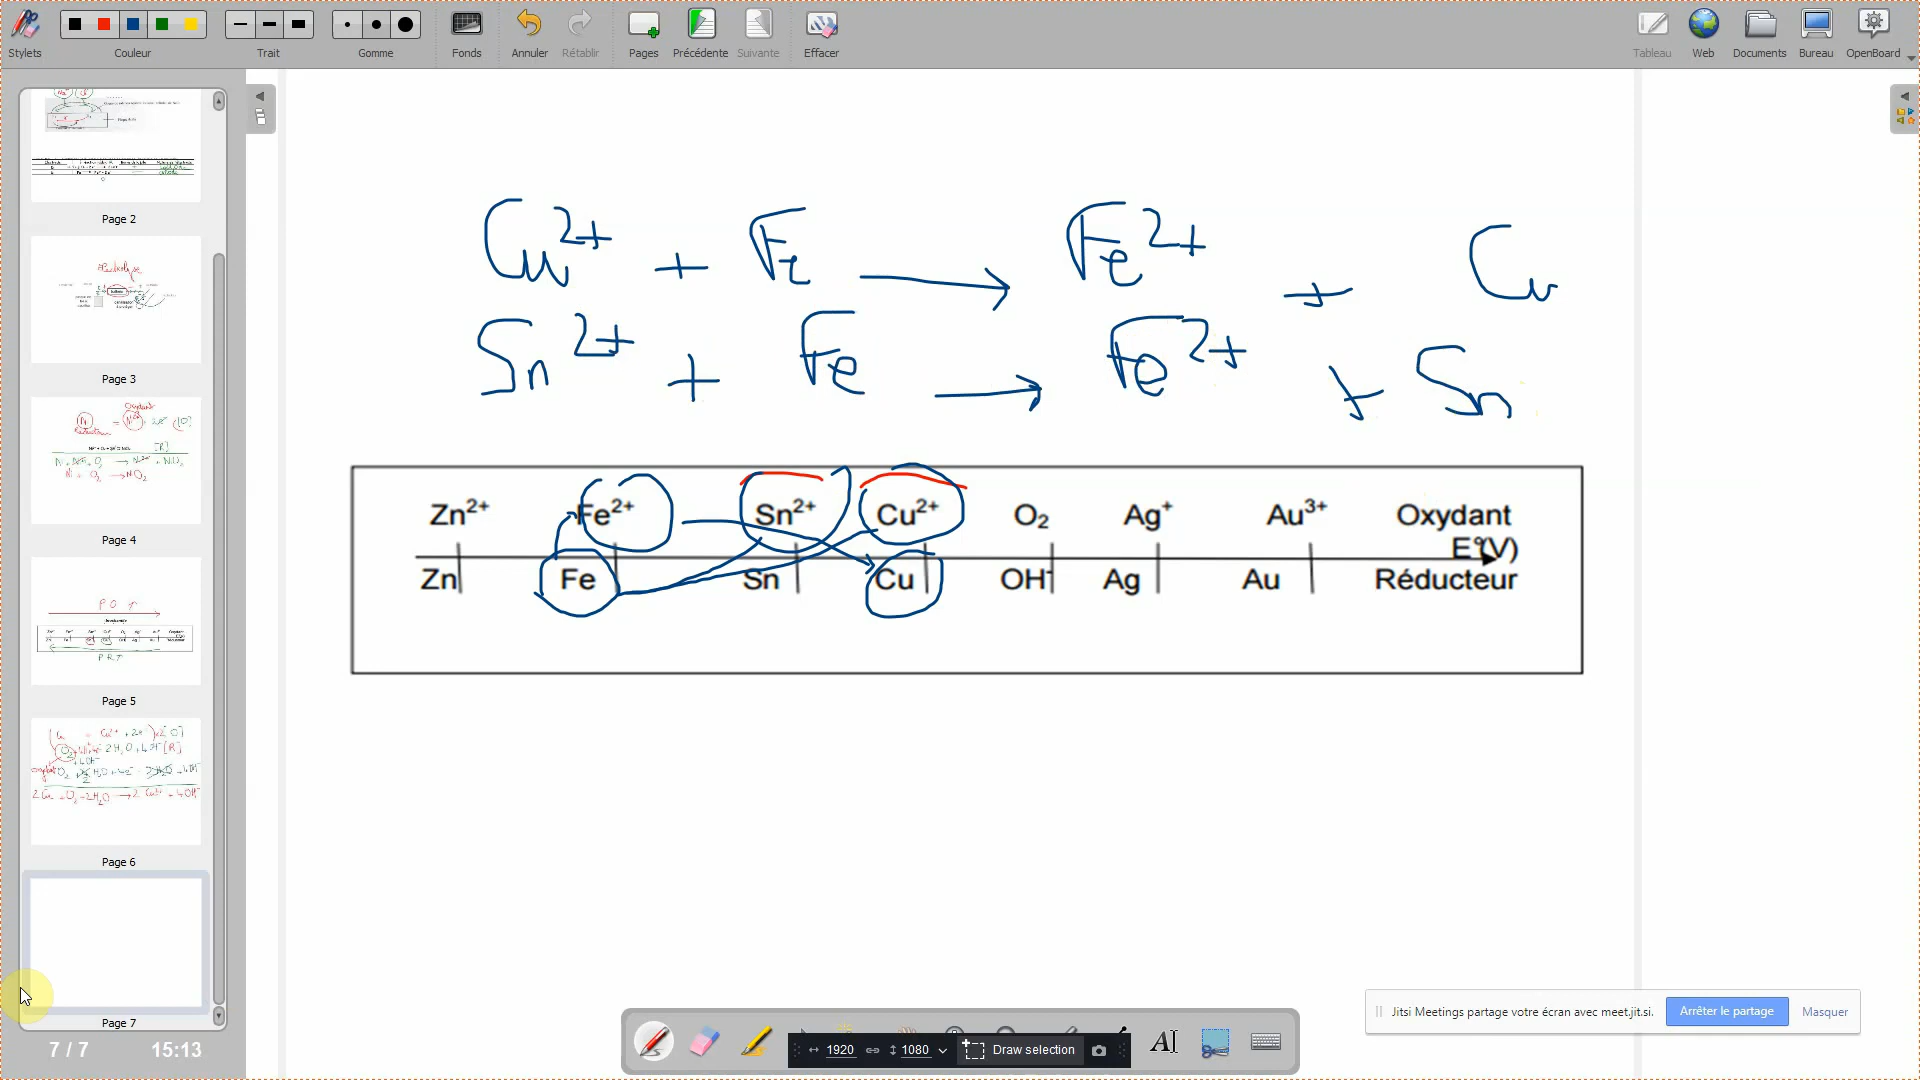 Stylets
Couleur
Trait
Gomme
Fonds
Annuler
Rétablir
Pages
Précédente
Suivante
Effacer
Tableau
Web
Documents
Bureau
OpenBoard
Page 2
Page 3
Page 4
Page 5
Page 6
Page 7
7 / 7
15:13
Cu2+ + Fe → Fe2+ + Cu
Sn2+ + Fe → Fe2+ + Sn
Zn2+ Fe2+ Sn2+ Cu2+ O2 Ag+ Au3+ Oxydant
E°(V)
Zn Fe Sn Cu OH- Ag Au Réducteur
1920
1080
Draw selection
Jitsi Meetings partage votre écran avec meet.jit.si.
Arrêter le partage
Masquer